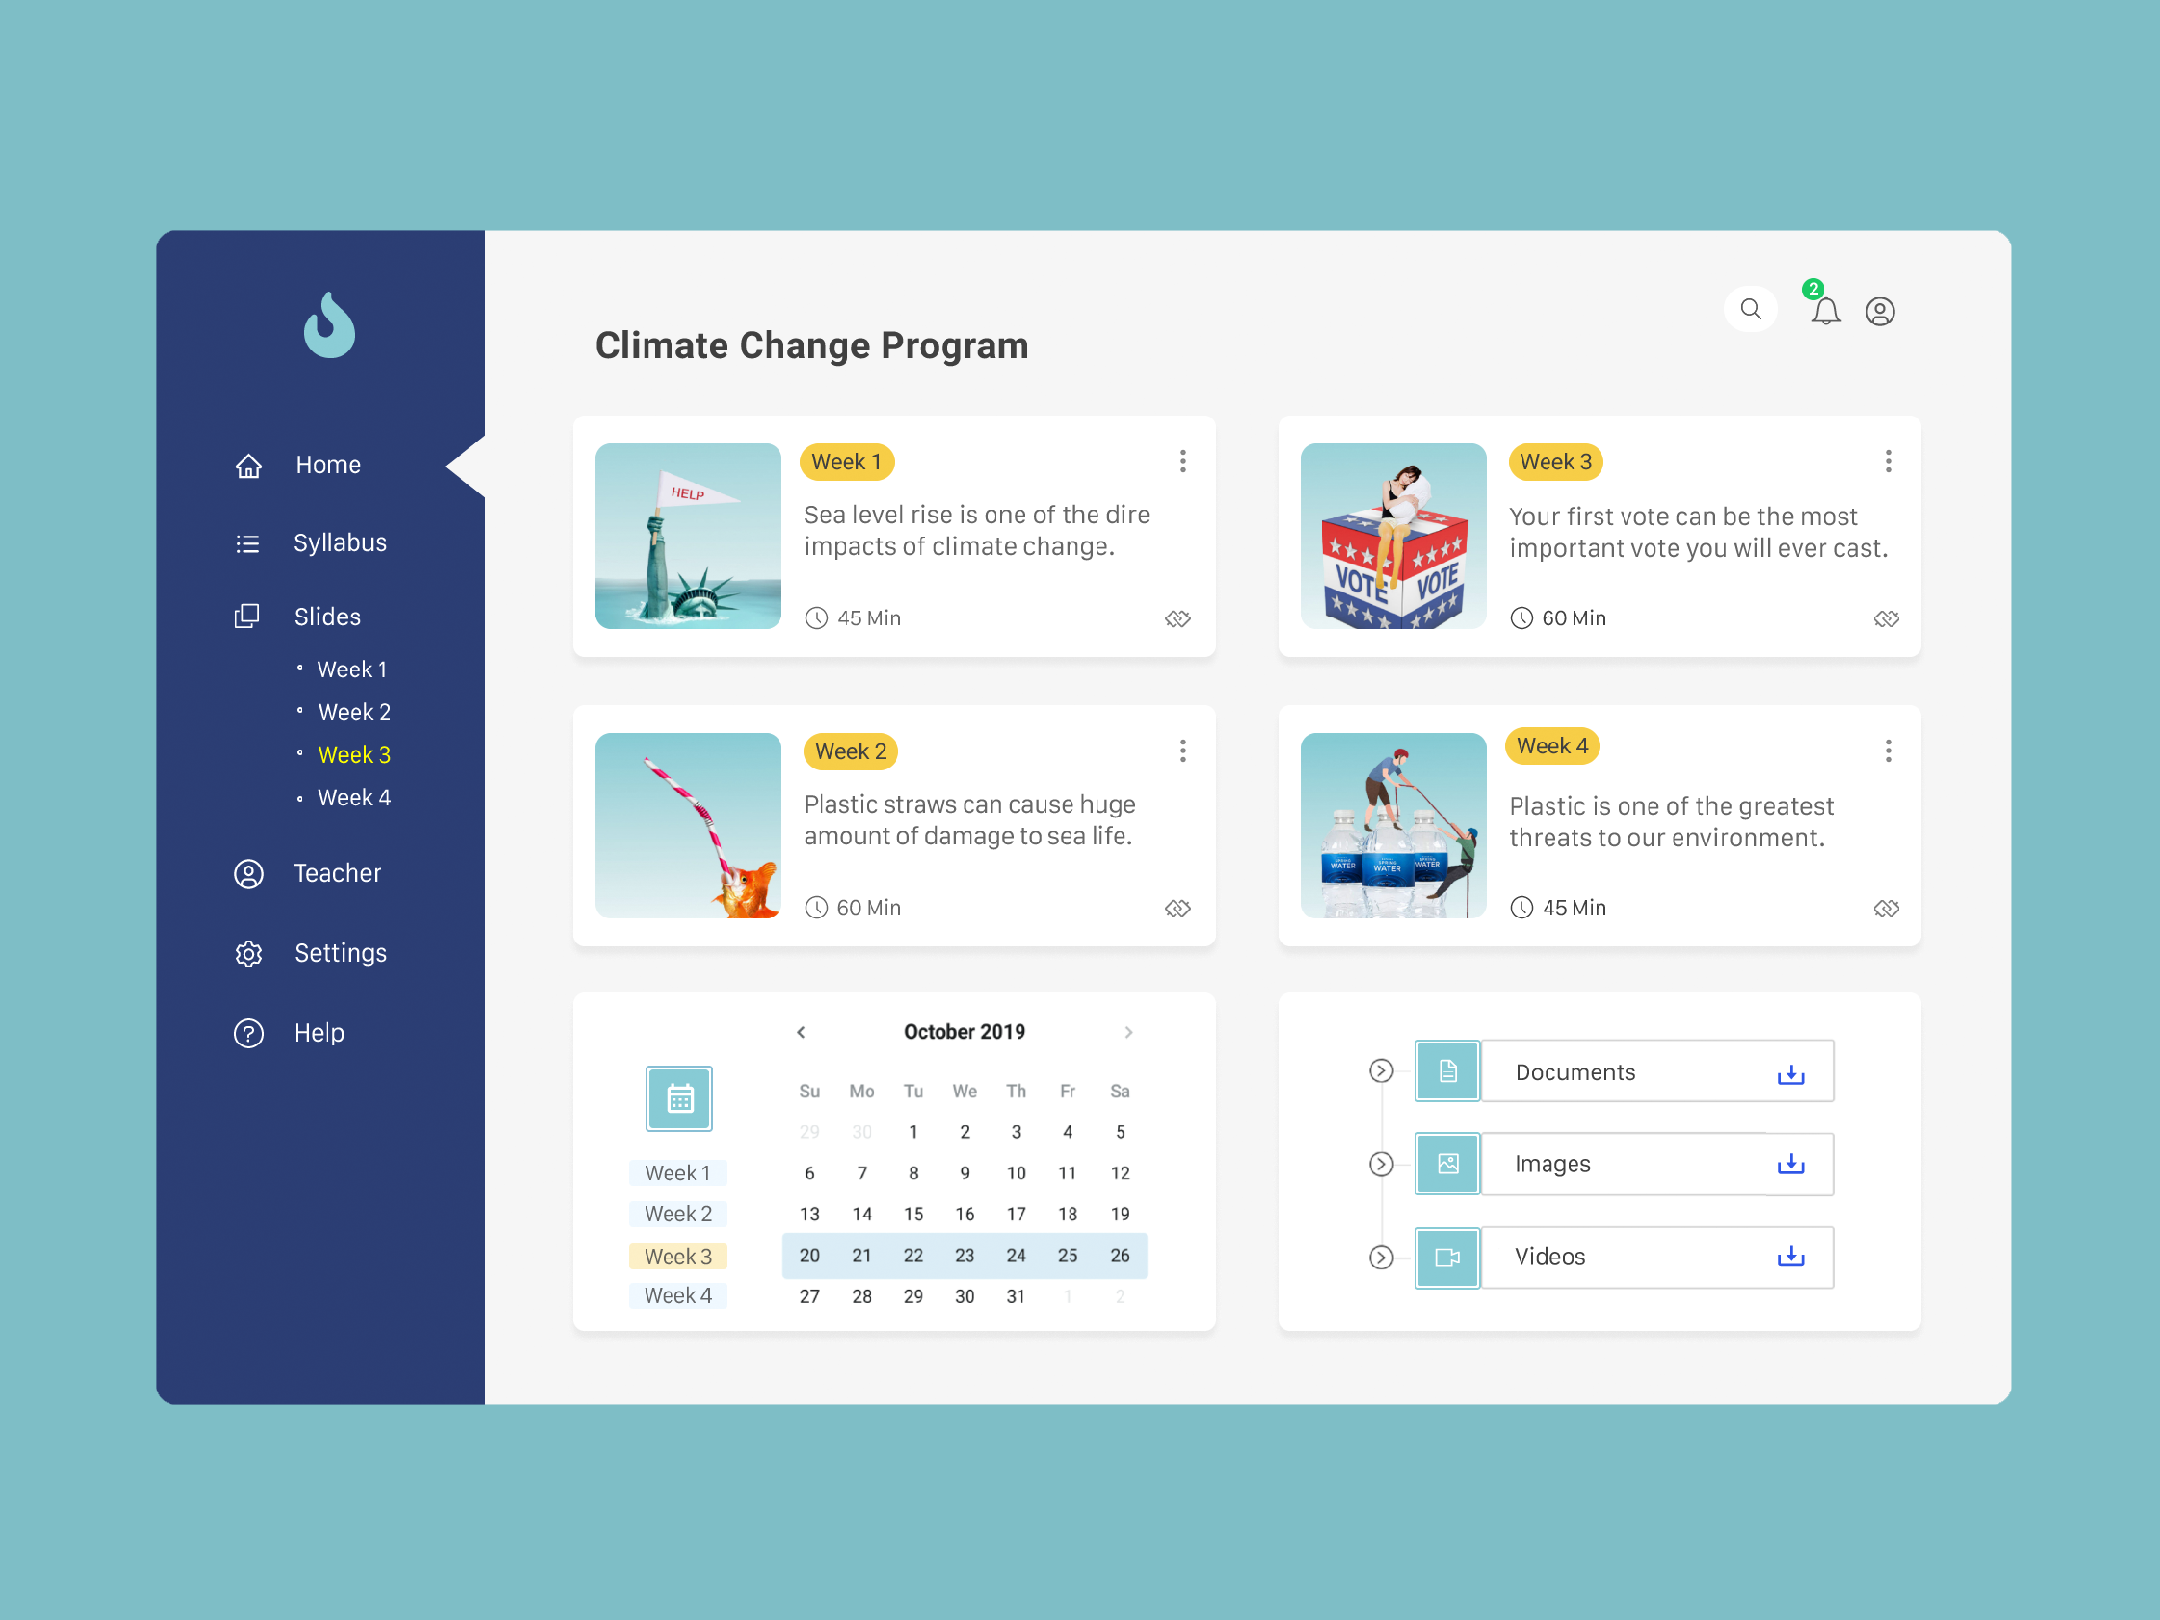 2
Climate Change Program
Home
Syllabus
Slides
Week 1
Week 2
Week 3
Week 4
Teacher
Settings
Help
HELP
Week 1
Sea level rise is one of the dire
impacts of climate change.
45 Min
VOTE VOTE
Week 3
Your first vote can be the most
important vote you will ever cast.
60 Min
Week 2
Plastic straws can cause huge
amount of damage to sea life.
60 Min
SPRING
WATER WATER WATER
Week 4
Plastic is one of the greatest
threats to our environment.
45 Min
October 2019
Su Mo Tu We Th Fr Sa
29 30 1 2 3 4 5
Week 1 6 7 8 9 10 11 12
Week 2 13 14 15 16 17 18 19
Week 3 20 21 22 23 24 25 26
Week 4 27 28 29 30 31 1 2
Documents
Images
Videos